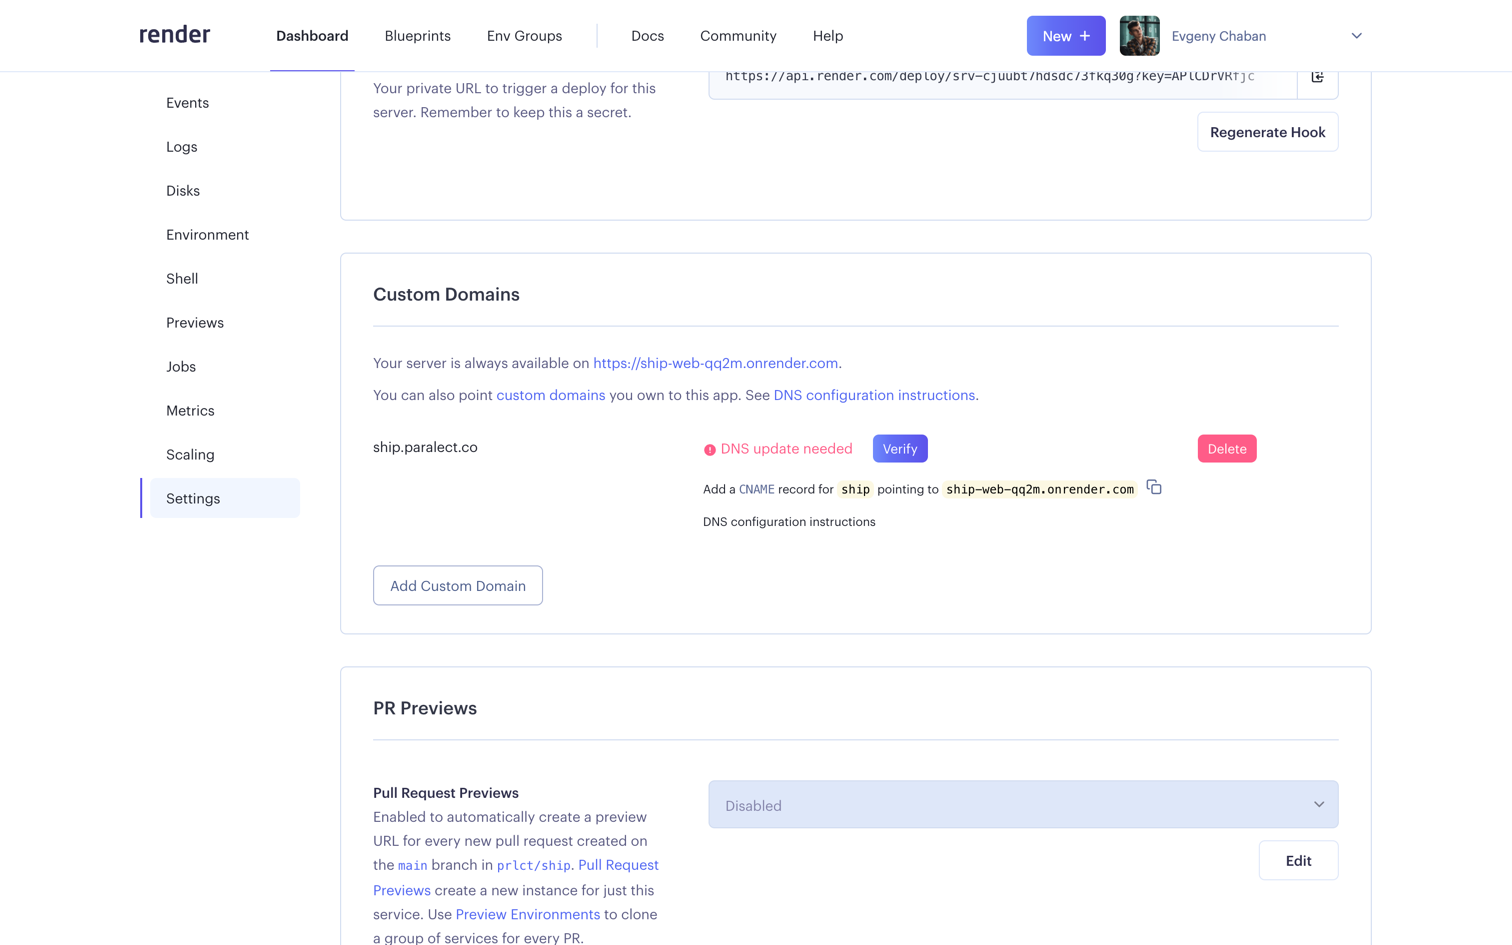 render
Dashboard
Blueprints
Env Groups
Docs
Community
Help
New +
Evgeny Chaban
Events
Logs
Disks
Environment
Shell
Previews
Jobs
Metrics
Scaling
Settings
Your private URL to trigger a deploy for this
server. Remember to keep this a secret.
https://api.render.com/deploy/srv-cjuubt7hdsdc73fkq30g?key=APlCDrVRfjc
Regenerate Hook
Custom Domains
Your server is always available on https://ship-web-qq2m.onrender.com.
You can also point custom domains you own to this app. See DNS configuration instructions.
ship.paralect.co
DNS update needed
Verify
Delete
Add a CNAME record for ship pointing to ship-web-qq2m.onrender.com
DNS configuration instructions
Add Custom Domain
PR Previews
Pull Request Previews
Enabled to automatically create a preview
URL for every new pull request created on
the main branch in prlct/ship. Pull Request
Previews create a new instance for just this
service. Use Preview Environments to clone
a group of services for every PR.
Disabled
Edit